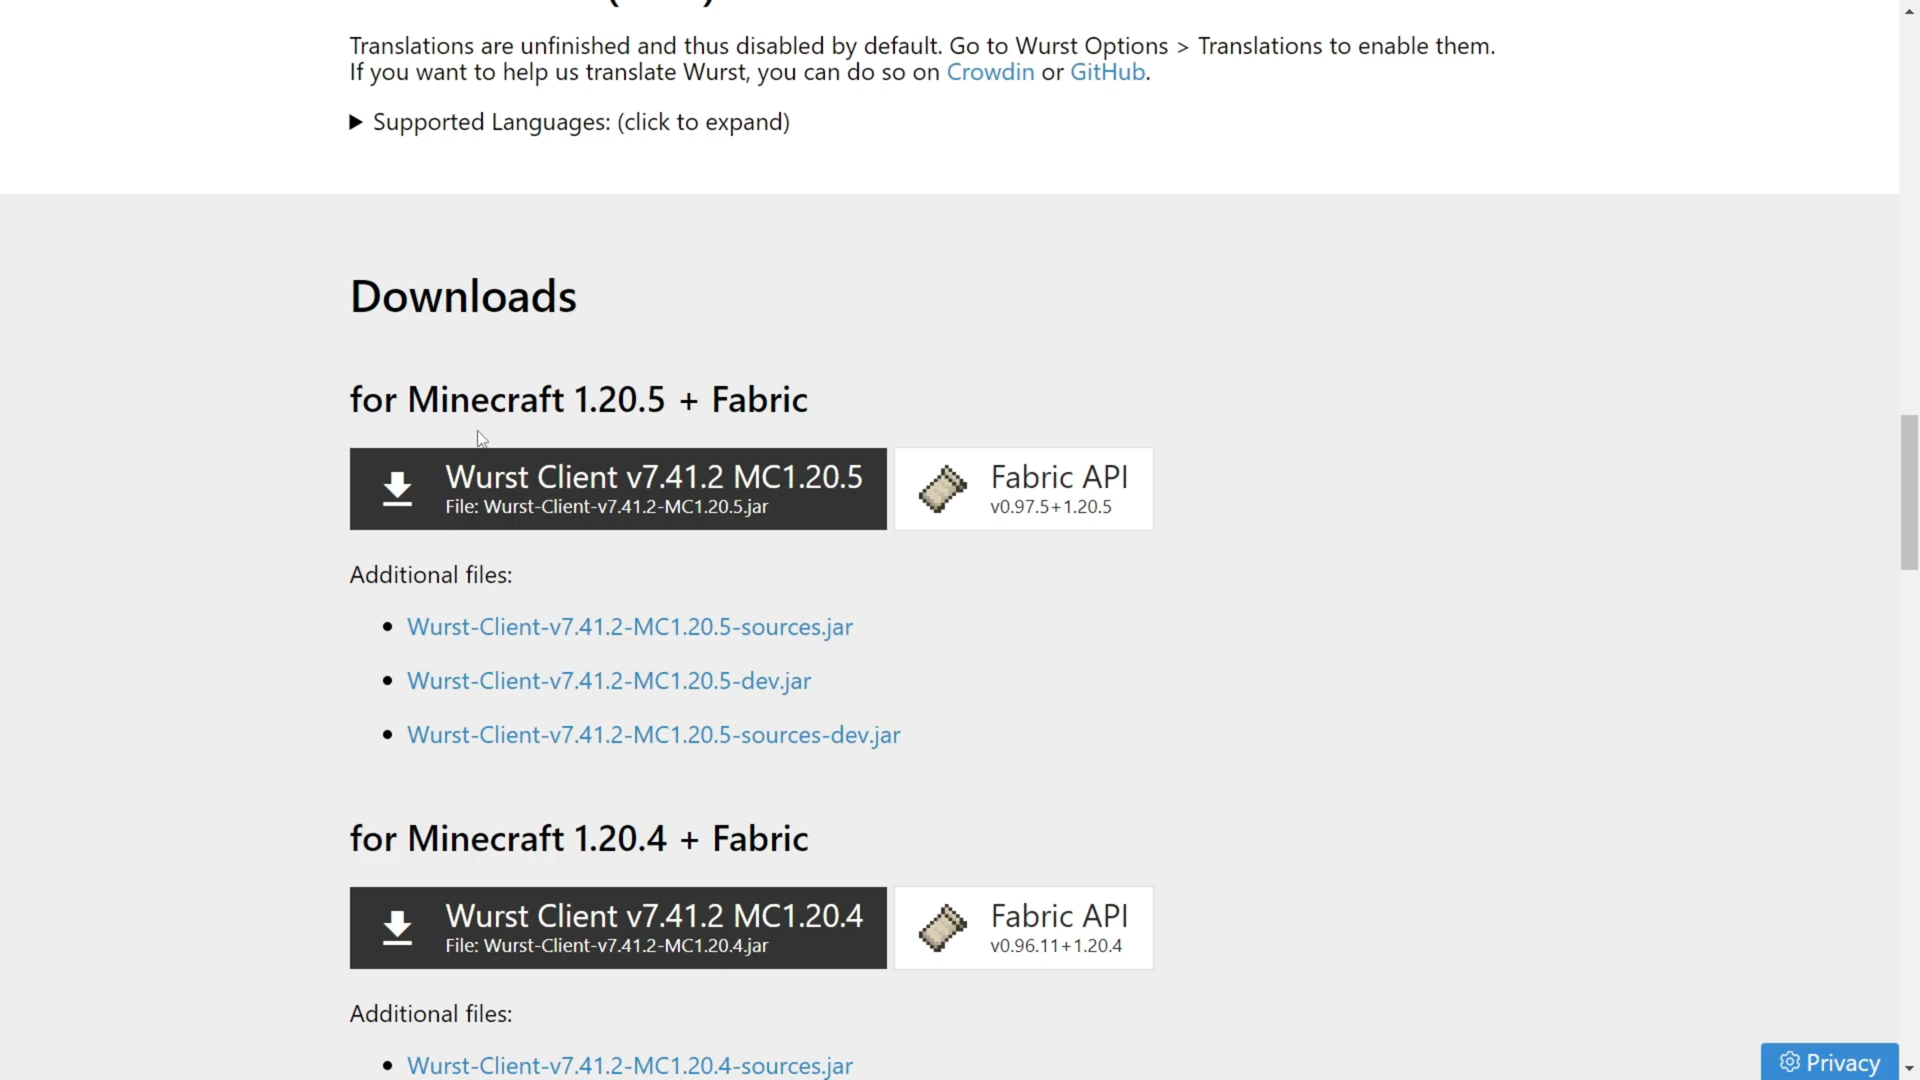 Translations are unfinished and thus disabled by default. Go to Wurst Options > Translations to enable them.
If you want to help us translate Wurst, you can do so on Crowdin or GitHub.
▶ Supported Languages: (click to expand)
Downloads
for Minecraft 1.20.5 + Fabric
Wurst Client v7.41.2 MC1.20.5
File: Wurst-Client-v7.41.2-MC1.20.5.jar
Fabric API
v0.97.5+1.20.5
Additional files:
• Wurst-Client-v7.41.2-MC1.20.5-sources.jar
• Wurst-Client-v7.41.2-MC1.20.5-dev.jar
• Wurst-Client-v7.41.2-MC1.20.5-sources-dev.jar
for Minecraft 1.20.4 + Fabric
Wurst Client v7.41.2 MC1.20.4
File: Wurst-Client-v7.41.2-MC1.20.4.jar
Fabric API
v0.96.11+1.20.4
Additional files:
• Wurst-Client-v7.41.2-MC1.20.4-sources.jar
Privacy